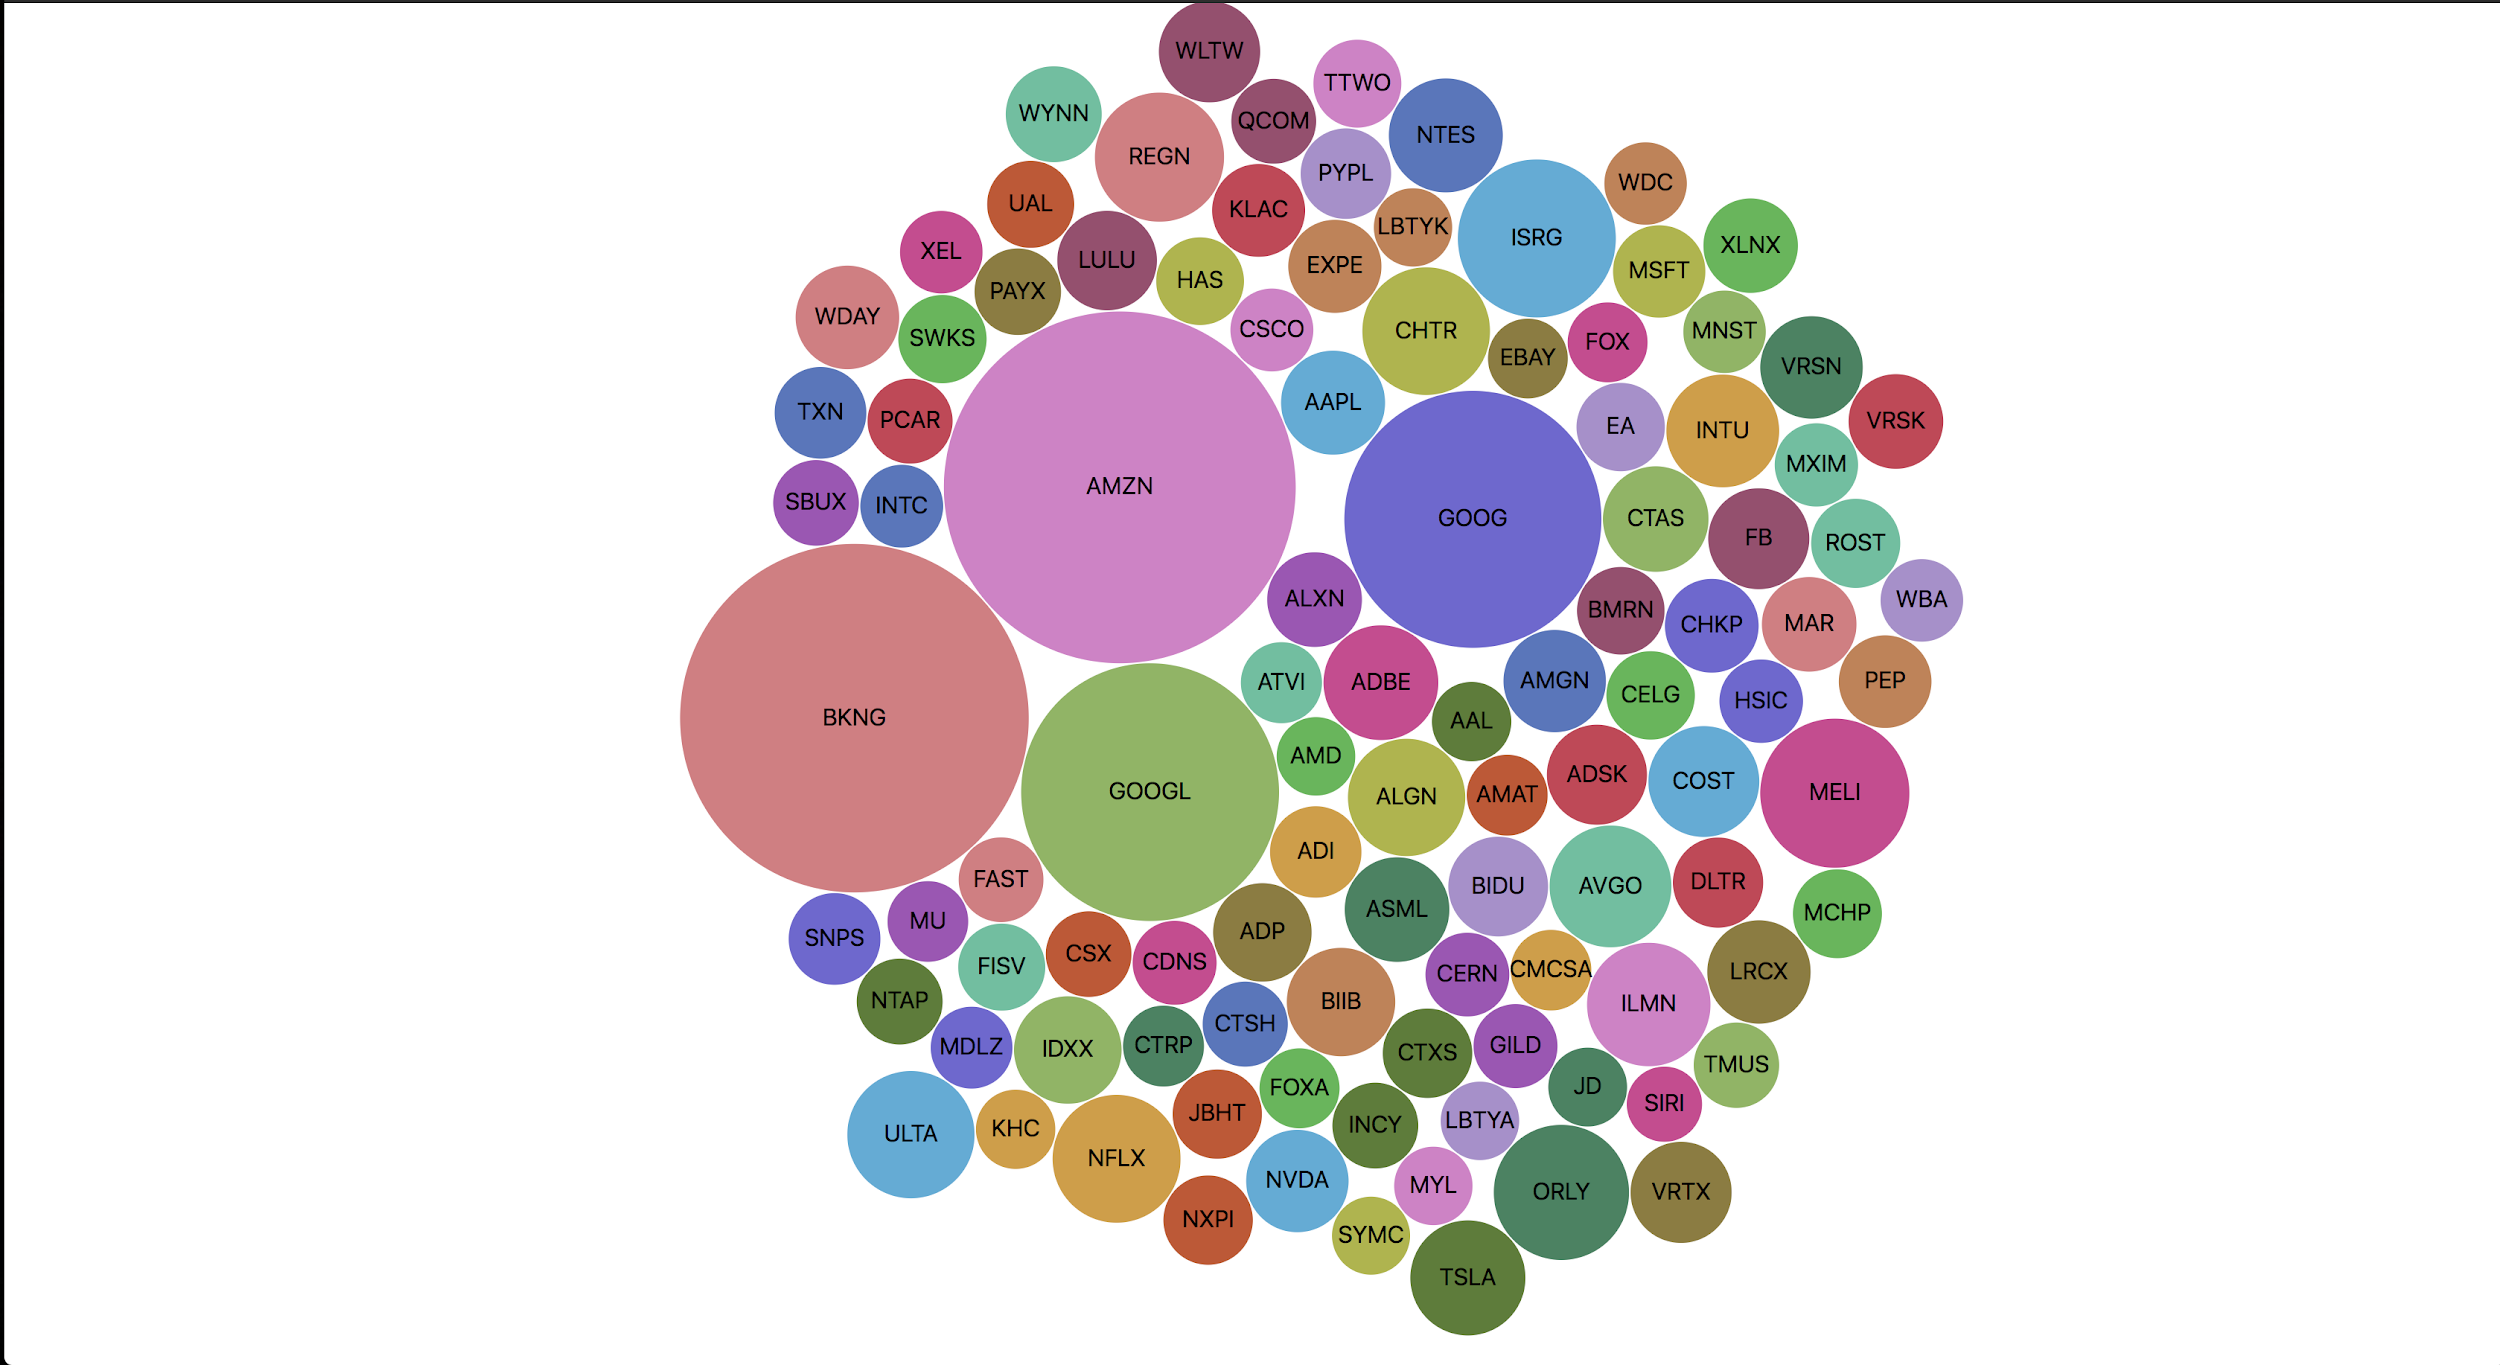 WLTW
TTWO
WYNN
QCOM
NTES
REGN
PYPL
WDC
UAL
KLAC
LBTYK
ISRG
XEL
LULU
XLNX
EXPE
MSFT
HAS
PAYX
WDAY
CSCO
CHTR
MNST
SWKS
FOX
EBAY
VRSN
AAPL
TXN
PCAR
VRSK
EA
INTU
MXIM
AMZN
SBUX
INTC
GOOG
CTAS
FB
ROST
ALXN
WBA
BMRN
CHKP
MAR
ATVI
ADBE
AMGN
PEP
CELG
HSIC
BKNG
AAL
AMD
ADSK
COST
GOOGL
MELI
AMAT
ALGN
ADI
FAST
DLTR
BIDU
AVGO
ASML
MCHP
MU
ADP
SNPS
CSX
CDNS
FISV
CMCSA
LRCX
CERN
NTAP
BIIB
ILMN
CTSH
MDLZ
CTRP
GILD
IDXX
CTXS
TMUS
JD
FOXA
SIRI
JBHT
LBTYA
INCY
KHC
ULTA
NFLX
NVDA
MYL
ORLY
VRTX
NXPI
SYMC
TSLA